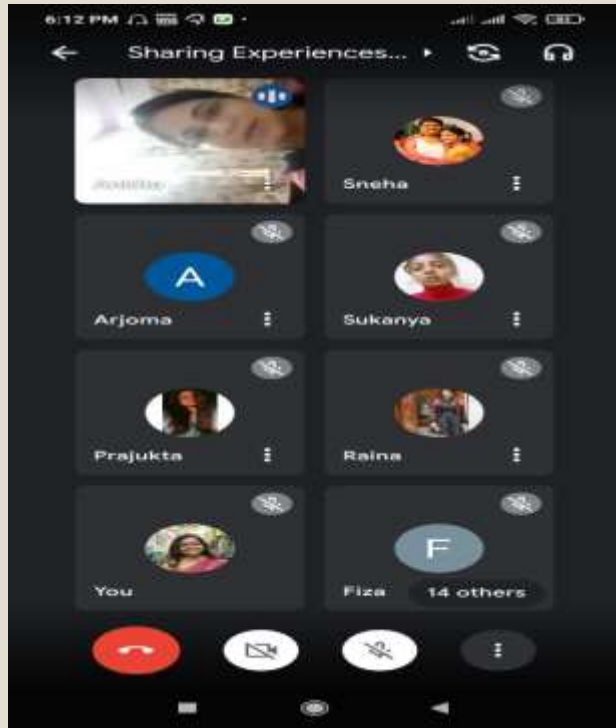 6:12 PM
Sharing Experiences...
Sneha
A
Arjoma
Sukanya
Prajukta
Raina
You
F
Fiza
14 others